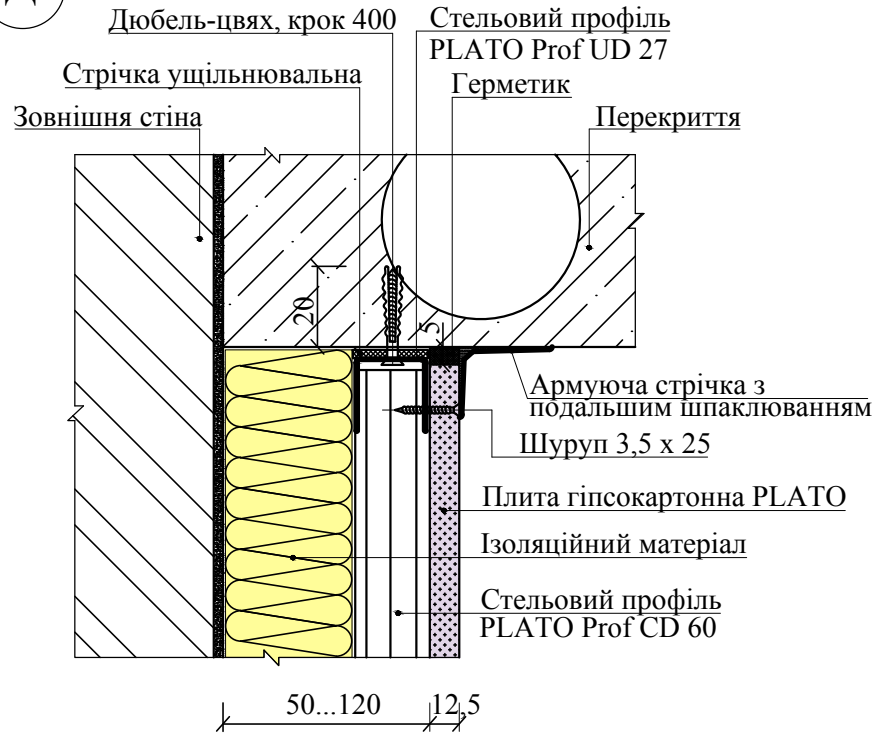 Д
Дюбель-цвях, крок 400
Стельовий профіль
PLATO Prof UD 27
Стрічка ущільнювальна
Герметик
Зовнішня стіна
Перекриття
20
5
Армуюча стрічка з
подальшим шпаклюванням
Шуруп 3,5 х 25
Плита гіпсокартонна PLATO
Ізоляційний матеріал
Стельовий профіль
PLATO Prof CD 60
50...120
12,5